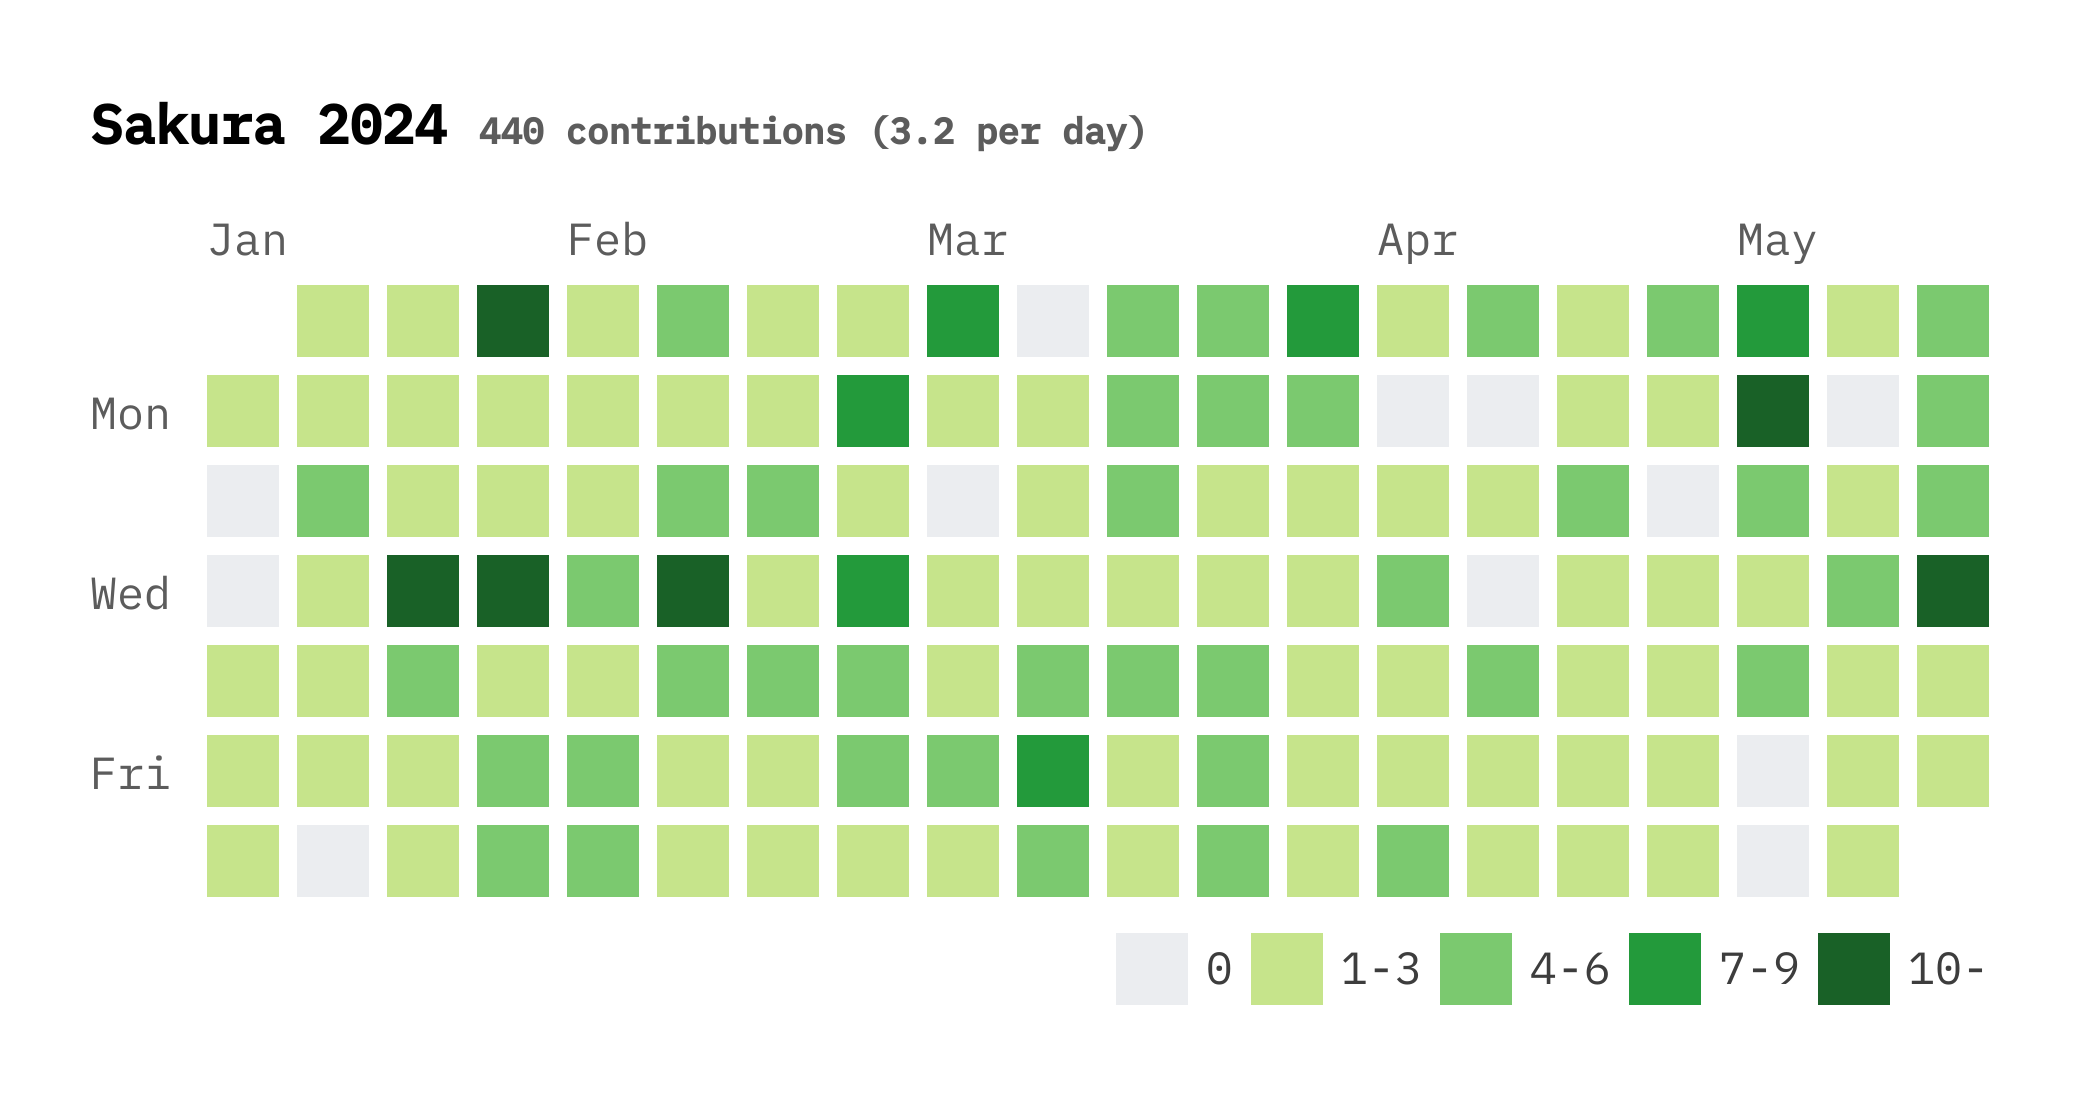 Sakura 2024 440 contributions (3.2 per day)
Jan Feb Mar Apr May
Mon
Wed
Fri
0 1-3 4-6 7-9 10-